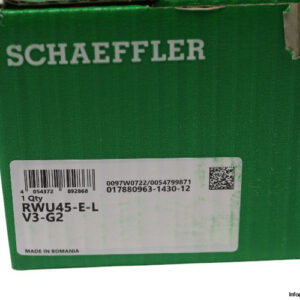 SCHAEFFLER
4 054372 892868
0097W0722/0054799871
017880963-1430-12
1 Qty
RWU45-E-L
V3-G2
MADE IN ROMANIA